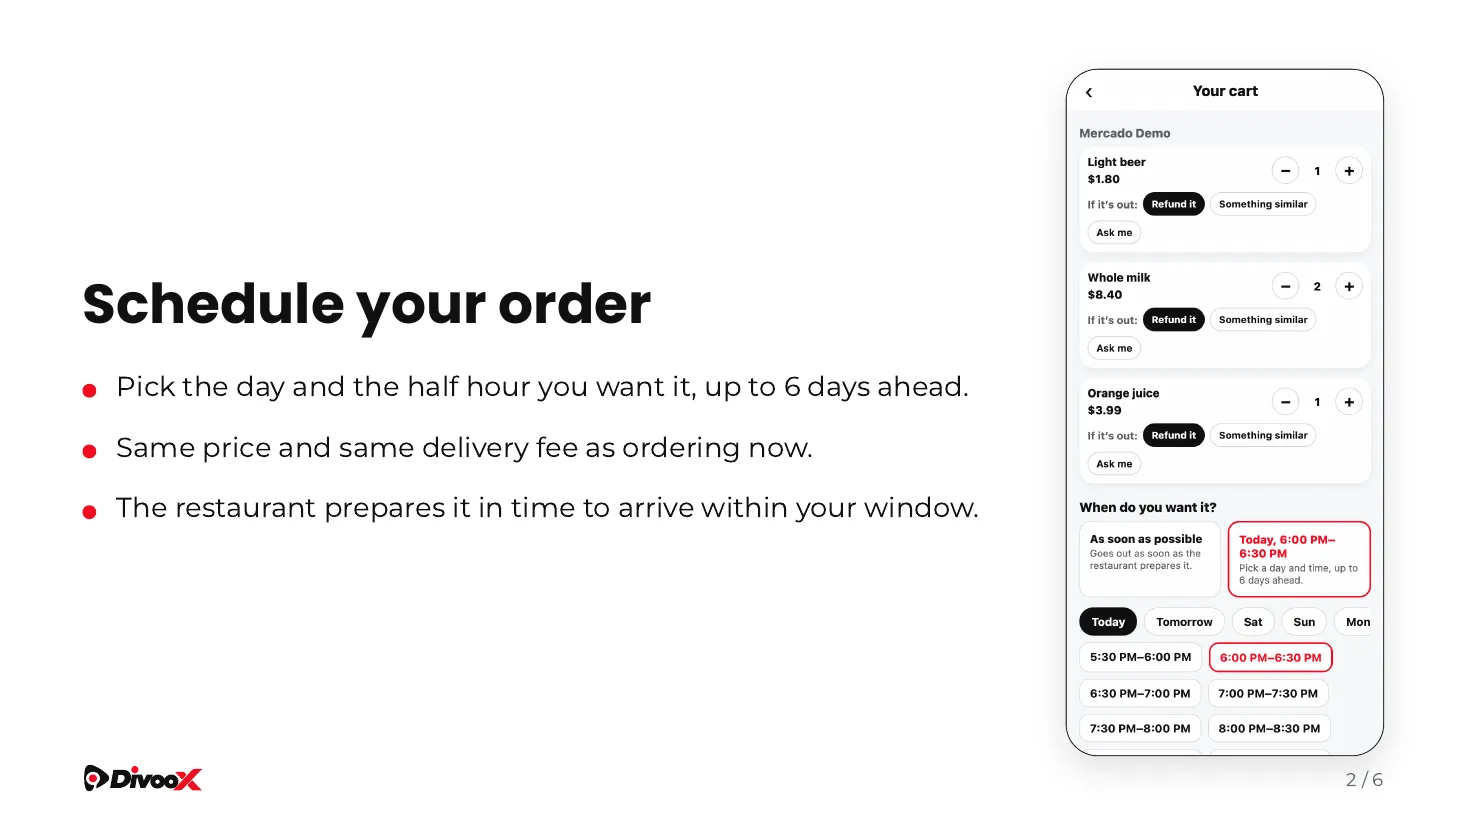 Schedule your order
Pick the day and the half hour you want it, up to 6 days ahead.
Same price and same delivery fee as ordering now.
The restaurant prepares it in time to arrive within your window.
Your cart
Mercado Demo
Light beer
$1.80
1
If it's out: Refund it Something similar
Ask me
Whole milk
$8.40
2
If it's out: Refund it Something similar
Ask me
Orange juice
$3.99
1
If it's out: Refund it Something similar
Ask me
When do you want it?
As soon as possible
Goes out as soon as the
restaurant prepares it.
Today, 6:00 PM–
6:30 PM
Pick a day and time, up to
6 days ahead.
Today Tomorrow Sat Sun Mon
5:30 PM–6:00 PM 6:00 PM–6:30 PM
6:30 PM–7:00 PM 7:00 PM–7:30 PM
7:30 PM–8:00 PM 8:00 PM–8:30 PM
DivooX
2 / 6